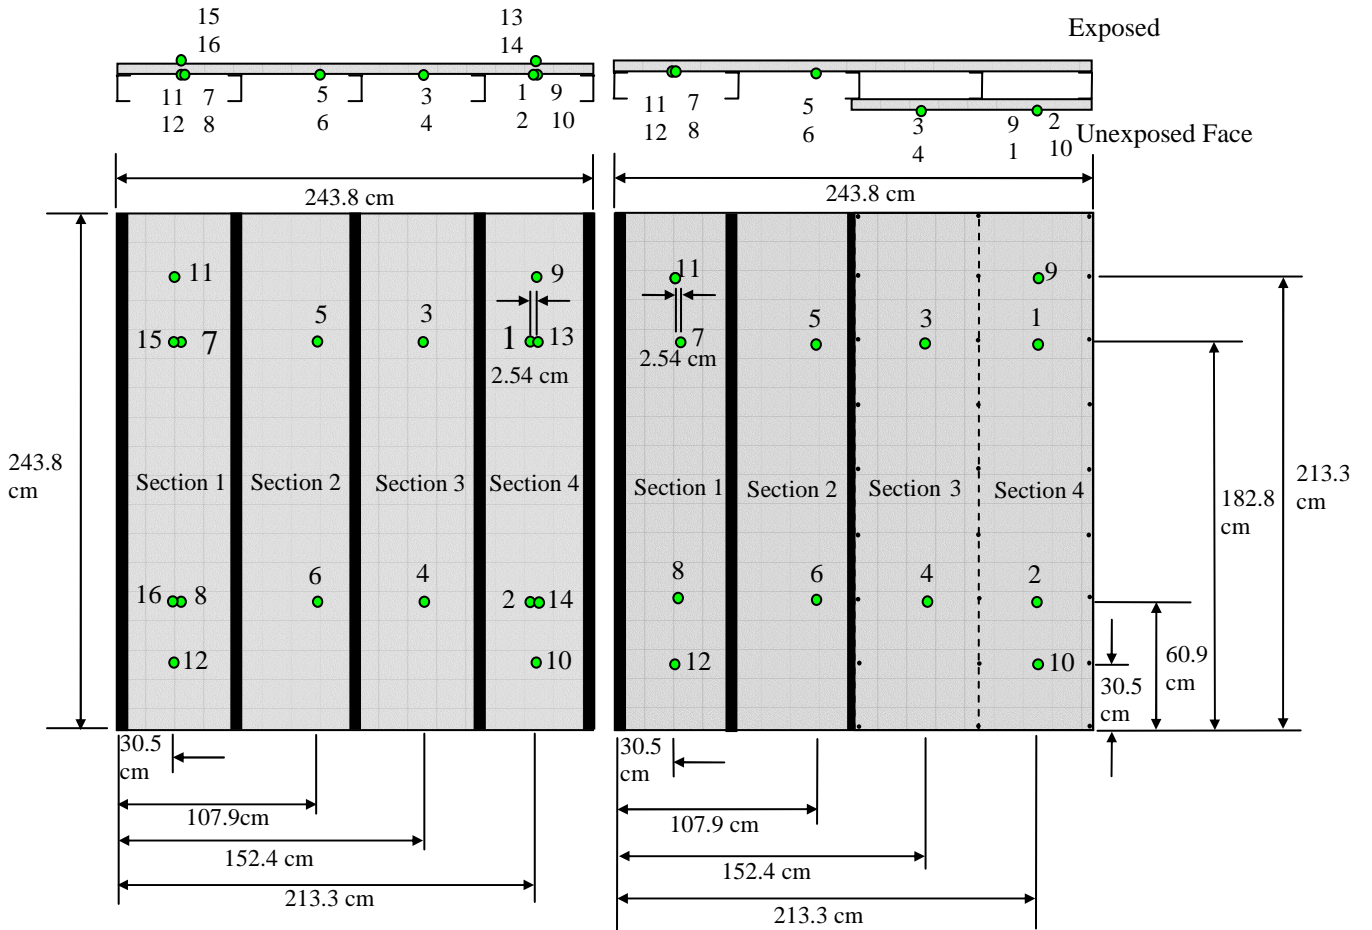 15
16
13
14
Exposed
11 7
12 8
5
6
3
4
1 9
2 10
11 7
12 8
5
6
3
4
9 2
1 10
Unexposed Face
243.8 cm
243.8 cm
11
9
11
9
5
3
5
3
1
15
7
1
13
7
2.54 cm
2.54 cm
243.8
cm
Section 1
Section 2
Section 3
Section 4
Section 1
Section 2
Section 3
Section 4
213.3
cm
182.8
cm
6
4
8
6
4
2
16
8
2
14
12
10
12
10
60.9
cm
30.5
cm
30.5
cm
30.5
cm
107.9cm
107.9 cm
152.4 cm
152.4 cm
213.3 cm
213.3 cm